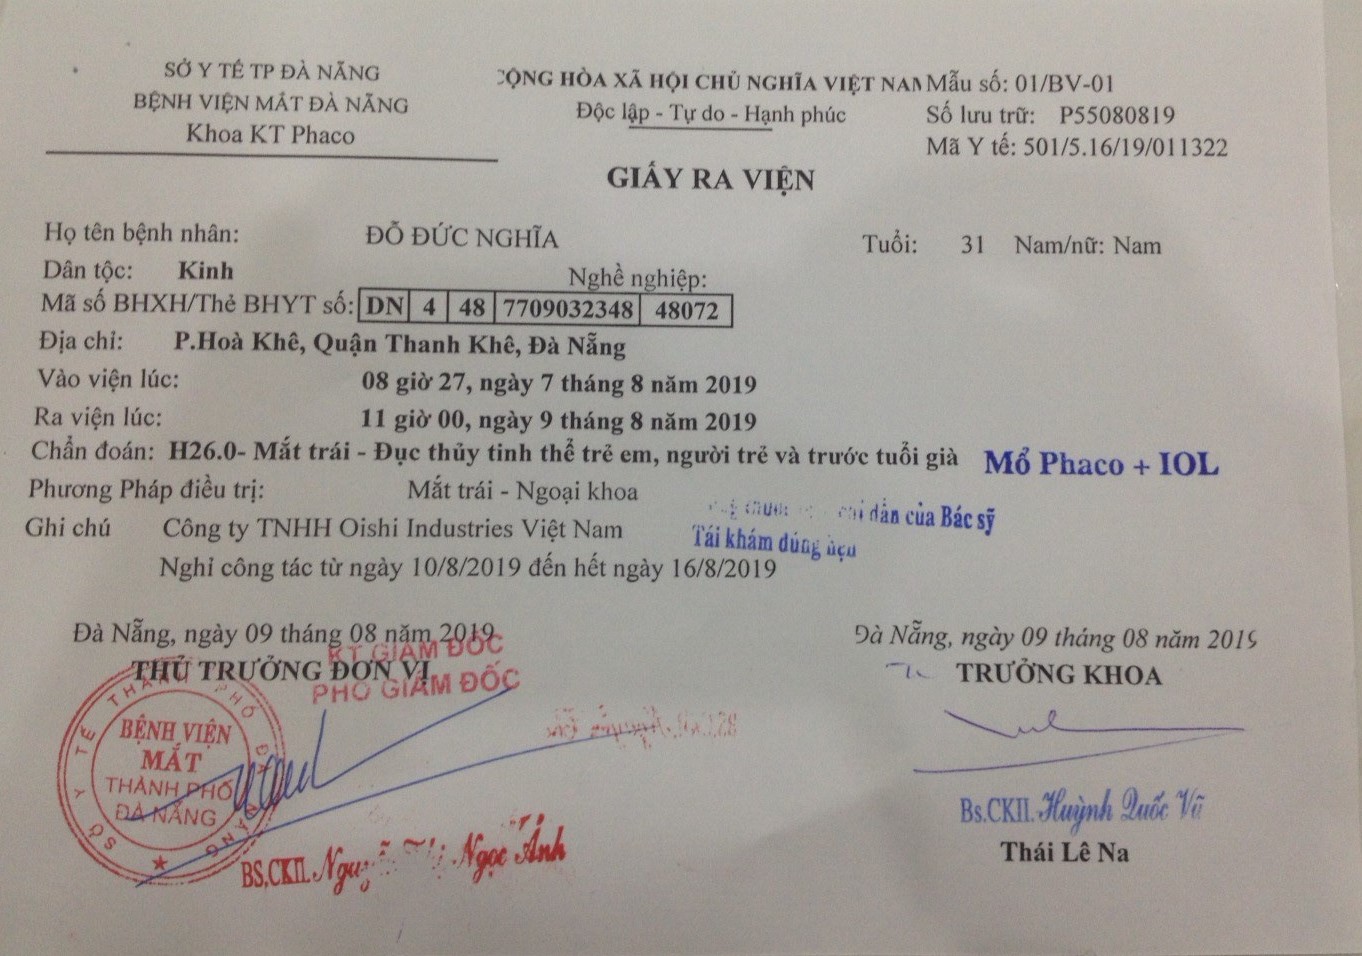 SỞ Y TẾ TP ĐÀ NẴNG
BỆNH VIỆN MẮT ĐÀ NẴNG
Khoa KT Phaco
CỘNG HÒA XÃ HỘI CHỦ NGHĨA VIỆT NAM
Độc lập - Tự do - Hạnh phúc
Mẫu số: 01/BV-01
Số lưu trữ: P55080819
Mã Y tế: 501/5.16/19/011322
GIẤY RA VIỆN
Họ tên bệnh nhân: ĐỖ ĐỨC NGHĨA Tuổi: 31 Nam/nữ: Nam
Dân tộc: Kinh Nghề nghiệp:
Mã số BHXH/Thẻ BHYT số: DN 4 48 7709032348 48072
Địa chỉ: P.Hoà Khê, Quận Thanh Khê, Đà Nẵng
Vào viện lúc: 08 giờ 27, ngày 7 tháng 8 năm 2019
Ra viện lúc: 11 giờ 00, ngày 9 tháng 8 năm 2019
Chẩn đoán: H26.0- Mắt trái - Đục thủy tinh thể trẻ em, người trẻ và trước tuổi già Mổ Phaco + IOL
Phương Pháp điều trị: Mắt trái - Ngoại khoa
dẫn của Bác sỹ
Ghi chú Công ty TNHH Oishi Industries Việt Nam
Tái khám đúng hẹn
Nghỉ công tác từ ngày 10/8/2019 đến hết ngày 16/8/2019
Đà Nẵng, ngày 09 tháng 08 năm 2019
THỦ TRƯỞNG ĐƠN VỊ
KT GIÁM ĐỐC
PHÓ GIÁM ĐỐC
SỞ Y TẾ THÀNH PHỐ ĐÀ NẴNG
BỆNH VIỆN
MẮT
THÀNH PHỐ
ĐÀ NẴNG
BS.CKII. Nguyễn Thị Ngọc Ánh
Đà Nẵng, ngày 09 tháng 08 năm 2019
TRƯỞNG KHOA
Bs.CKII. Huỳnh Quốc Vũ
Thái Lê Na